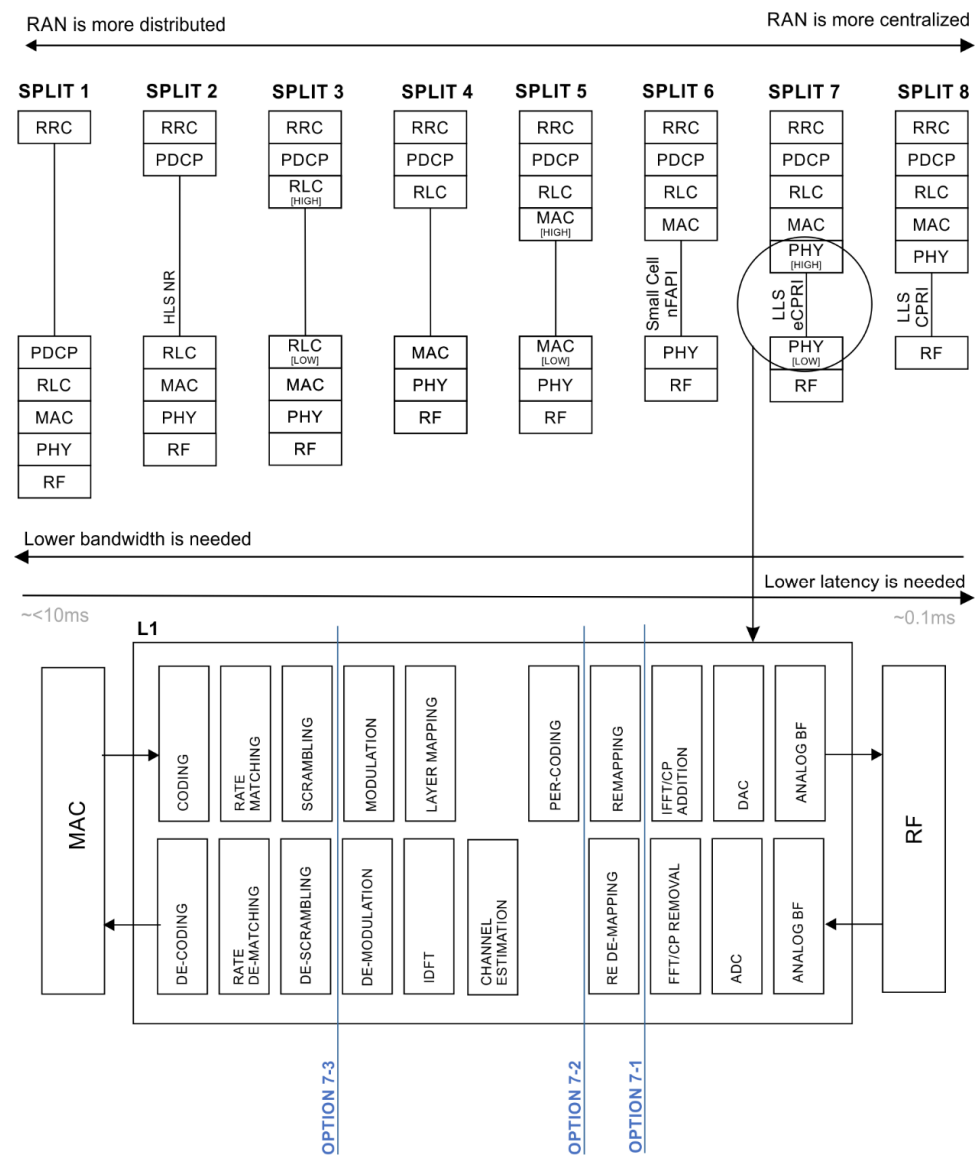 RAN is more distributed
RAN is more centralized
SPLIT 1
RRC
PDCP
RLC
MAC
PHY
RF
SPLIT 2
RRC
PDCP
HLS NR
RLC
MAC
PHY
RF
SPLIT 3
RRC
PDCP
RLC
[HIGH]
RLC
[LOW]
MAC
PHY
RF
SPLIT 4
RRC
PDCP
RLC
MAC
PHY
RF
SPLIT 5
RRC
PDCP
RLC
MAC
[HIGH]
MAC
[LOW]
PHY
RF
SPLIT 6
RRC
PDCP
RLC
MAC
Small Cell
nFAPI
PHY
RF
SPLIT 7
RRC
PDCP
RLC
MAC
PHY
[HIGH]
LLS
eCPRI
PHY
[LOW]
RF
SPLIT 8
RRC
PDCP
RLC
MAC
PHY
LLS
CPRI
RF
Lower bandwidth is needed
Lower latency is needed
~<10ms
~0.1ms
L1
MAC
CODING
RATE
MATCHING
SCRAMBLING
MODULATION
LAYER MAPPING
PER-CODING
REMAPPING
IFFT/CP
ADDITION
DAC
ANALOG BF
RF
DE-CODING
RATE
DE-MATCHING
DE-SCRAMBLING
DE-MODULATION
IDFT
CHANNEL
ESTIMATION
RE DE-MAPPING
FFT/CP REMOVAL
ADC
ANALOG BF
OPTION 7-3
OPTION 7-2
OPTION 7-1